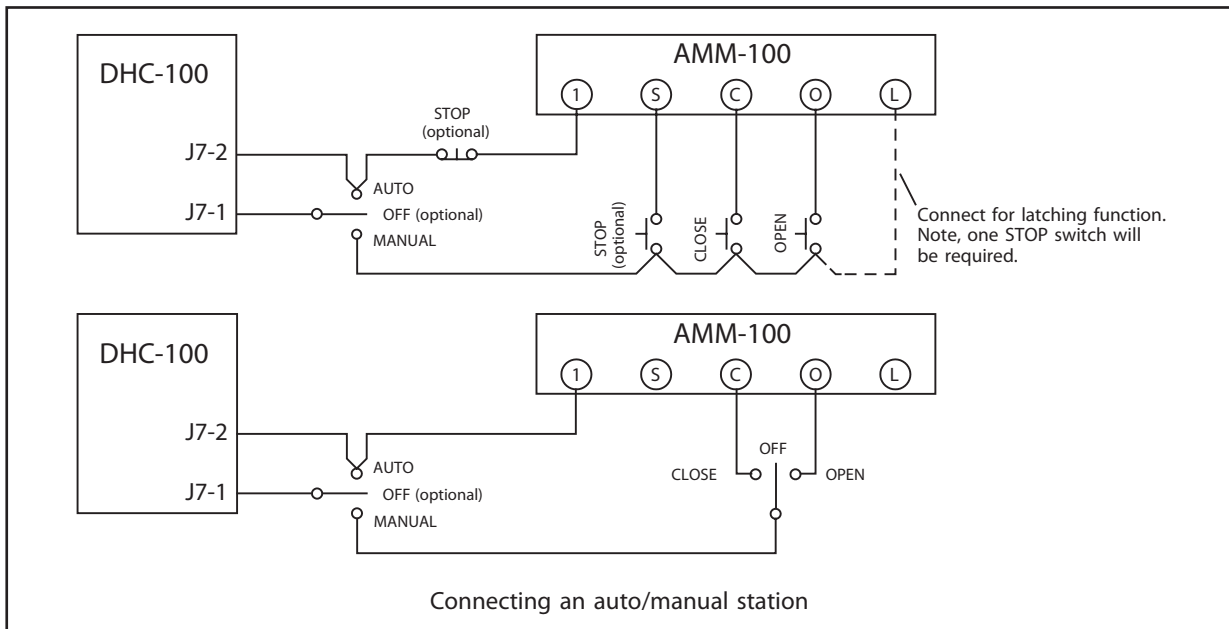 DHC-100
AMM-100
1 S C O L
STOP
(optional)
J7-2
AUTO
J7-1
OFF (optional)
MANUAL
STOP
(optional)
CLOSE
OPEN
Connect for latching function.
Note, one STOP switch will
be required.
DHC-100
AMM-100
1 S C O L
J7-2
AUTO
J7-1
OFF (optional)
MANUAL
OFF
CLOSE
OPEN
Connecting an auto/manual station